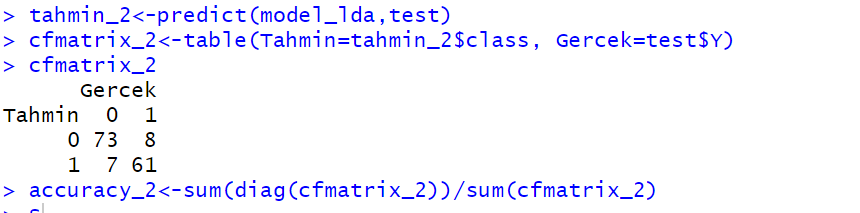 > tahmin_2<-predict(model_lda,test)
> cfmatrix_2<-table(Tahmin=tahmin_2$class, Gercek=test$Y)
> cfmatrix_2
      Gercek
Tahmin  0  1
     0 73  8
     1  7 61
> accuracy_2<-sum(diag(cfmatrix_2))/sum(cfmatrix_2)